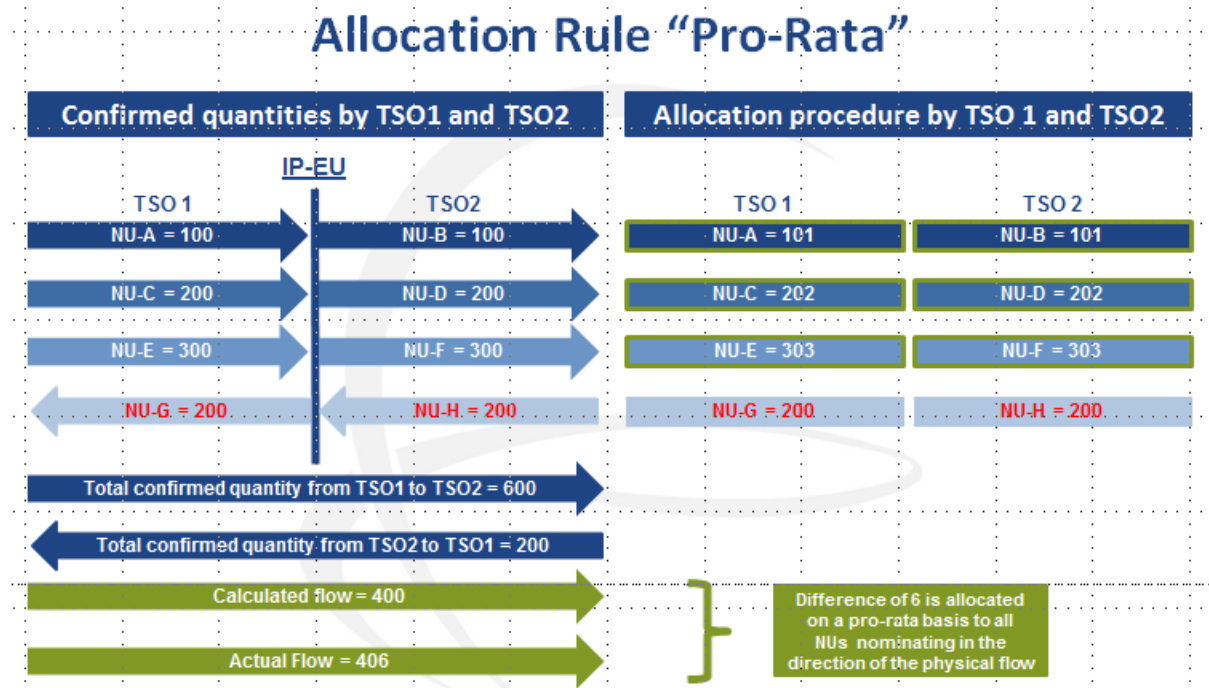 Allocation Rule “Pro-Rata”
Confirmed quantities by TSO1 and TSO2
Allocation procedure by TSO 1 and TSO2
IP-EU
TSO 1
TSO2
TSO 1
TSO 2
NU-A = 100
NU-B = 100
NU-A = 101
NU-B = 101
NU-C = 200
NU-D = 200
NU-C = 202
NU-D = 202
NU-E = 300
NU-F = 300
NU-E = 303
NU-F = 303
NU-G = 200
NU-H = 200
NU-G = 200
NU-H = 200
Total confirmed quantity from TSO1 to TSO2 = 600
Total confirmed quantity from TSO2 to TSO1 = 200
Calculated flow = 400
Actual Flow = 406
Difference of 6 is allocated
on a pro-rata basis to all
NUs nominating in the
direction of the physical flow